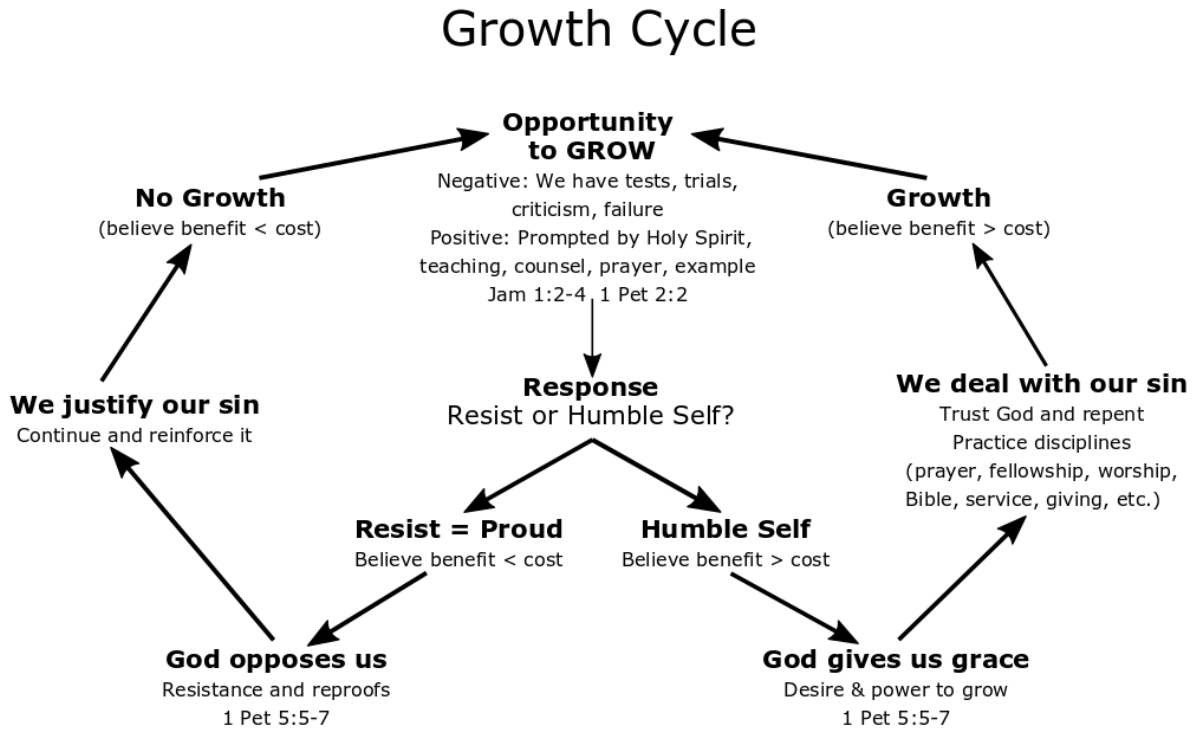 Growth Cycle
Opportunity
to GROW
Negative: We have tests, trials,
criticism, failure
Positive: Prompted by Holy Spirit,
teaching, counsel, prayer, example
Jam 1:2-4 1 Pet 2:2
No Growth
(believe benefit < cost)
Growth
(believe benefit > cost)
Response
Resist or Humble Self?
We justify our sin
Continue and reinforce it
We deal with our sin
Trust God and repent
Practice disciplines
(prayer, fellowship, worship,
Bible, service, giving, etc.)
Resist = Proud
Believe benefit < cost
Humble Self
Believe benefit > cost
God opposes us
Resistance and reproofs
1 Pet 5:5-7
God gives us grace
Desire & power to grow
1 Pet 5:5-7